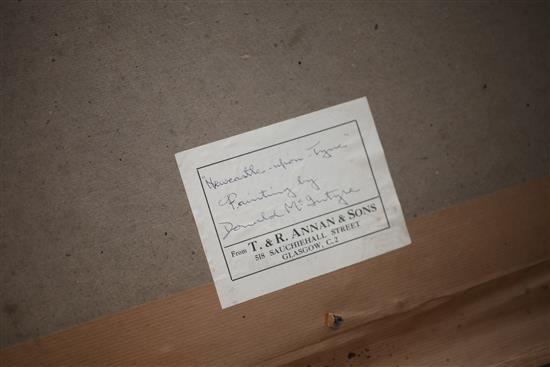 "Newcastle-upon-Tyne"
Painting by
Donald McIntyre
From T. & R. ANNAN & SONS
518 SAUCHIEHALL STREET
GLASGOW, C.2